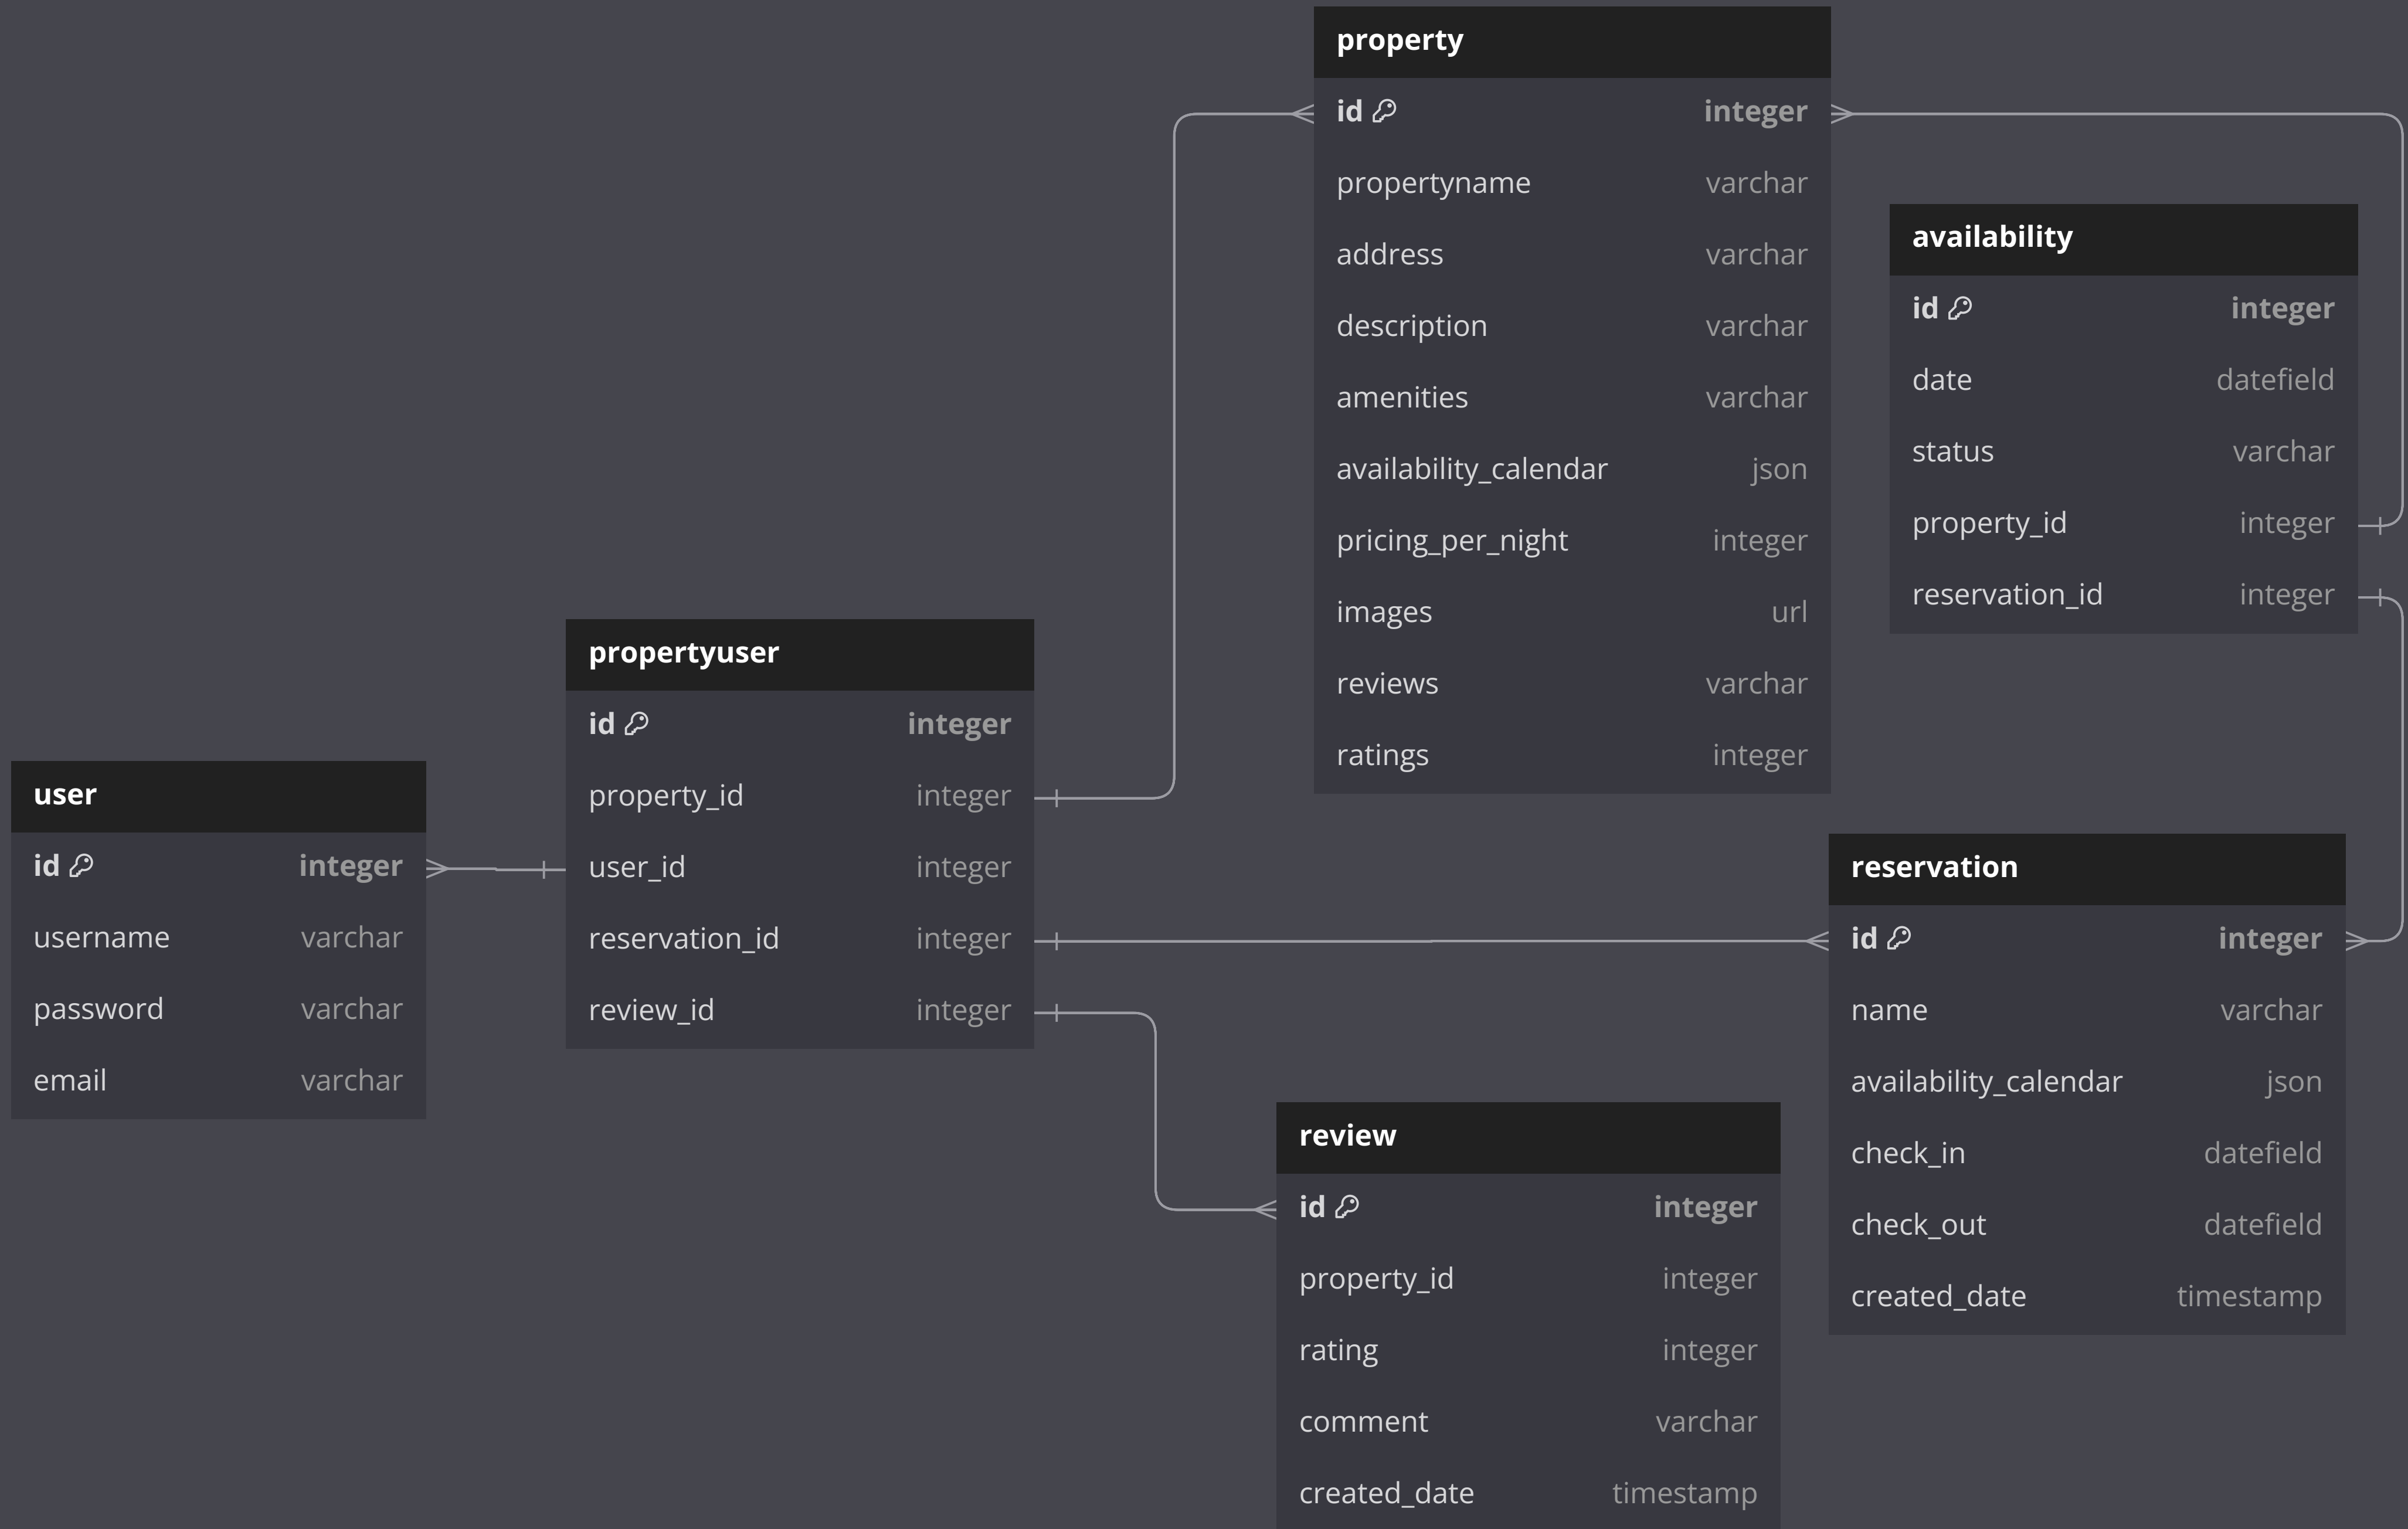 property
id integer
propertyname varchar
address varchar
description varchar
amenities varchar
availability_calendar json
pricing_per_night integer
images url
reviews varchar
ratings integer
availability
id integer
date datefield
status varchar
property_id integer
reservation_id integer
propertyuser
id integer
property_id integer
user_id integer
reservation_id integer
review_id integer
user
id integer
username varchar
password varchar
email varchar
reservation
id integer
name varchar
availability_calendar json
check_in datefield
check_out datefield
created_date timestamp
review
id integer
property_id integer
rating integer
comment varchar
created_date timestamp